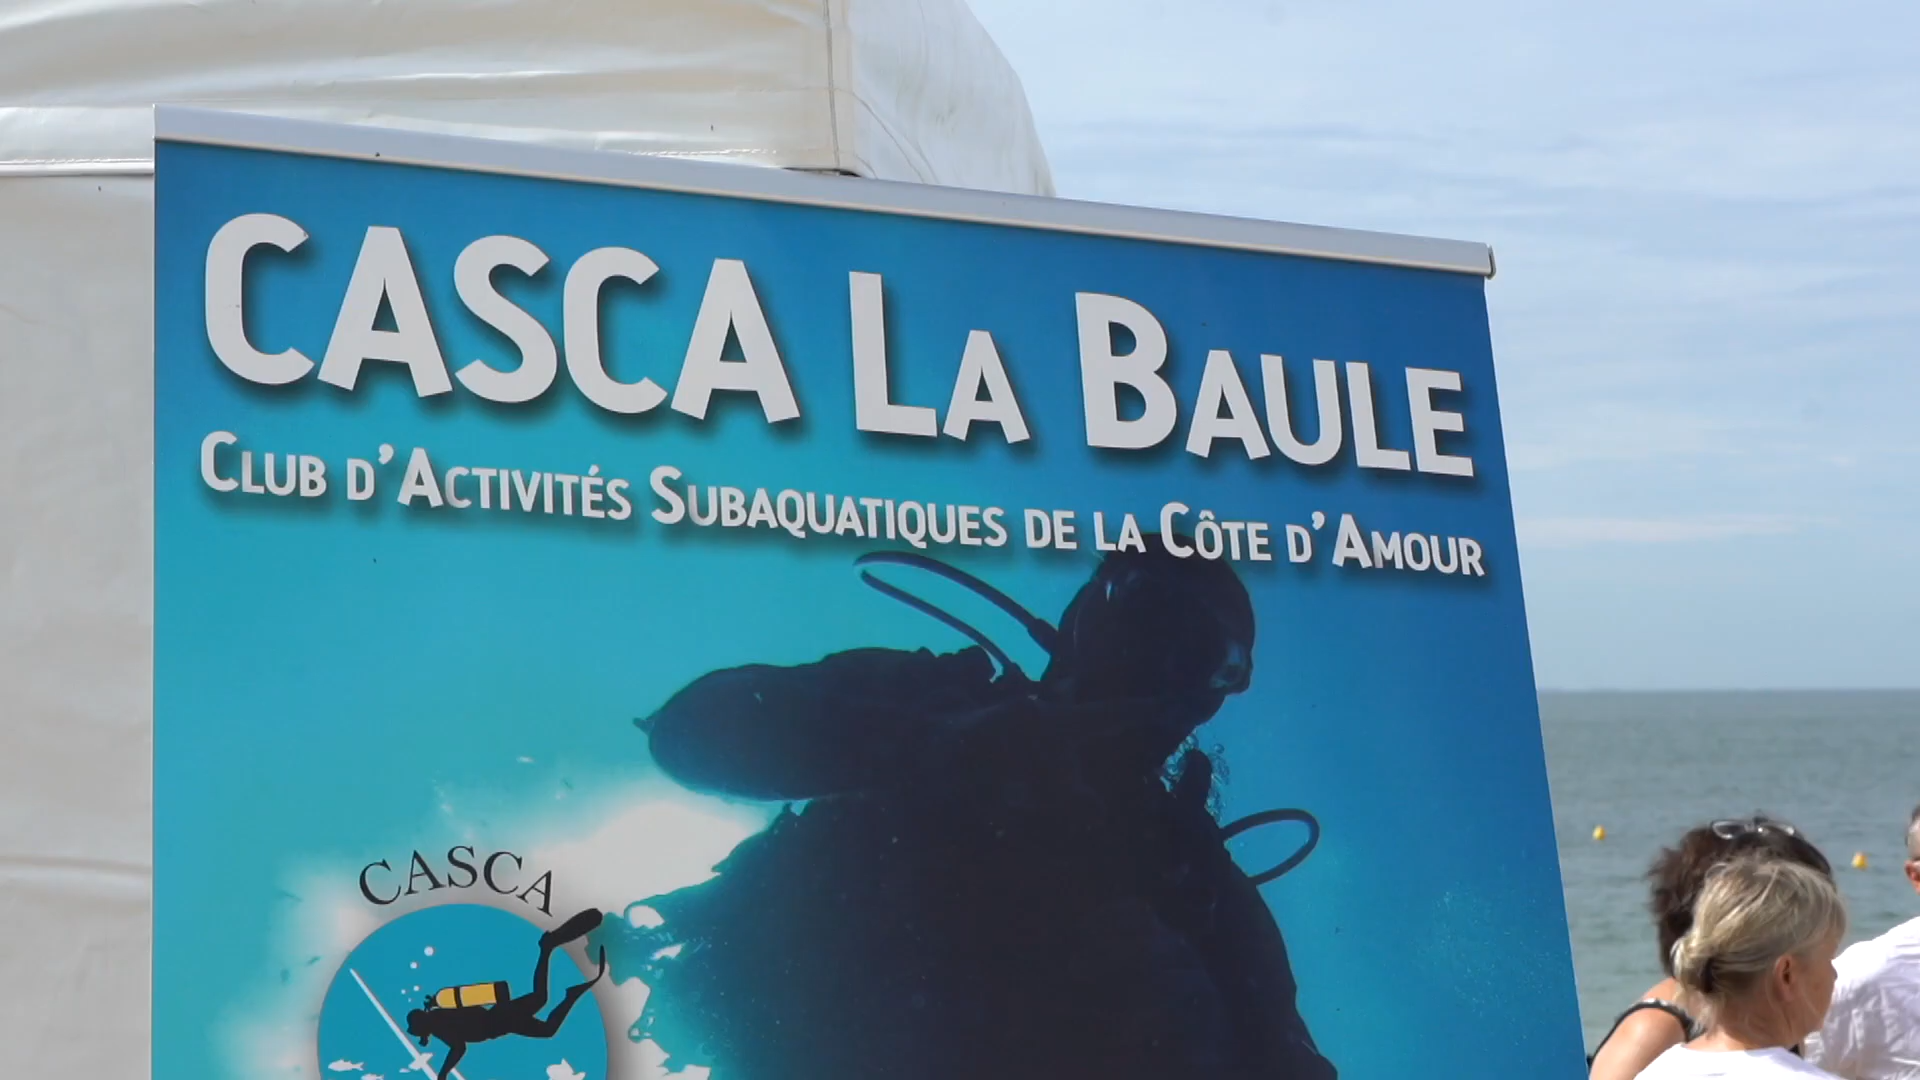 CASCA LA BAULE
CLUB D'ACTIVITÉS SUBAQUATIQUES DE LA CÔTE D'AMOUR
CASCA